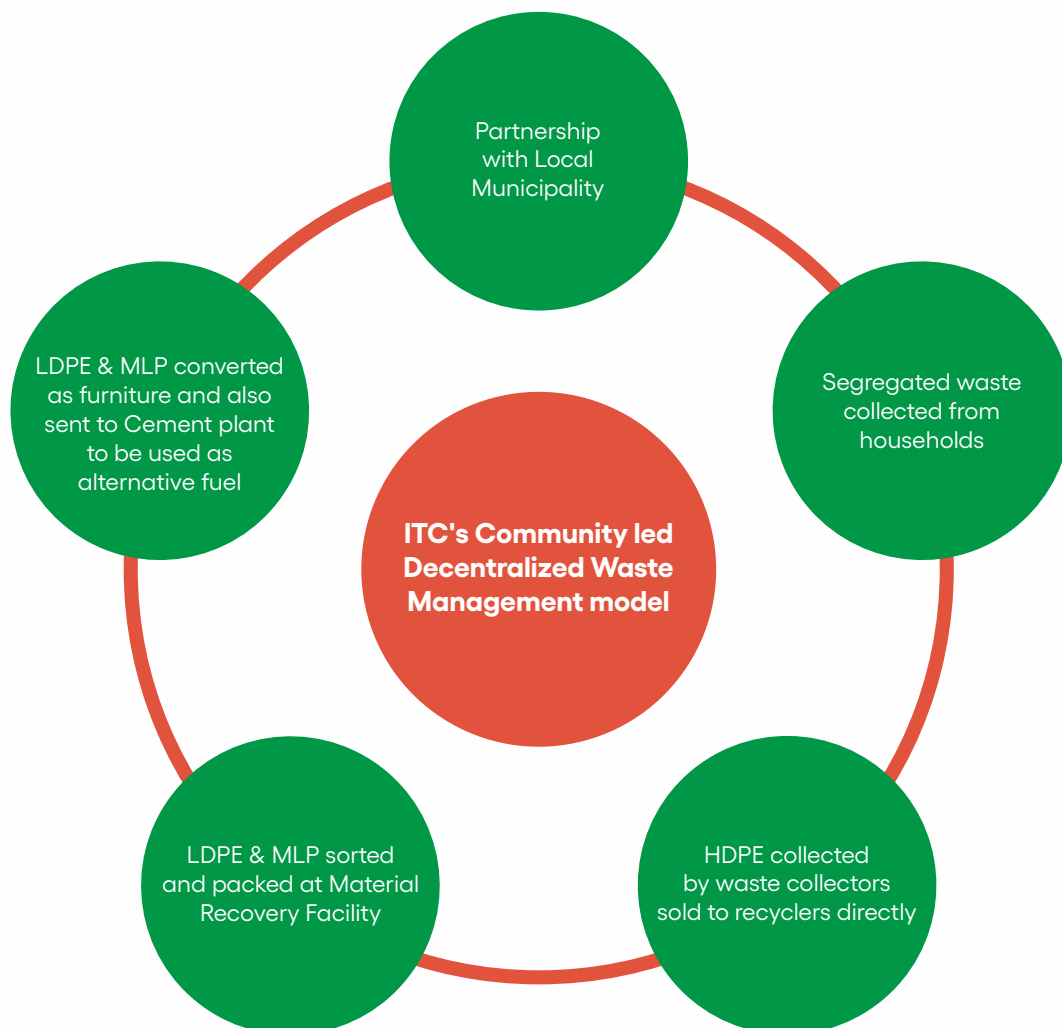 Partnership
with Local
Municipality
Segregated waste
collected from
households
HDPE collected
by waste collectors
sold to recyclers directly
LDPE & MLP sorted
and packed at Material
Recovery Facility
LDPE & MLP converted
as furniture and also
sent to Cement plant
to be used as
alternative fuel
ITC's Community led
Decentralized Waste
Management model